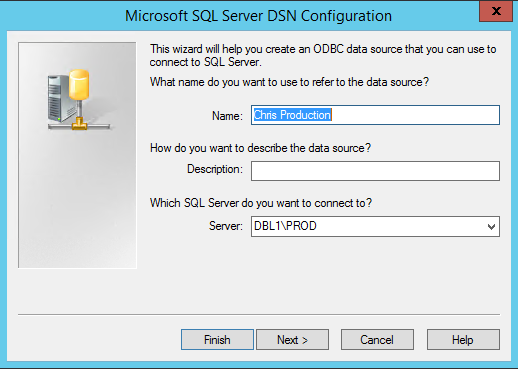 Microsoft SQL Server DSN Configuration
This wizard will help you create an ODBC data source that you can use to
connect to SQL Server.
What name do you want to use to refer to the data source?
Name: Chris Production
How do you want to describe the data source?
Description:
Which SQL Server do you want to connect to?
Server: DBL1\PROD
Finish Next > Cancel Help